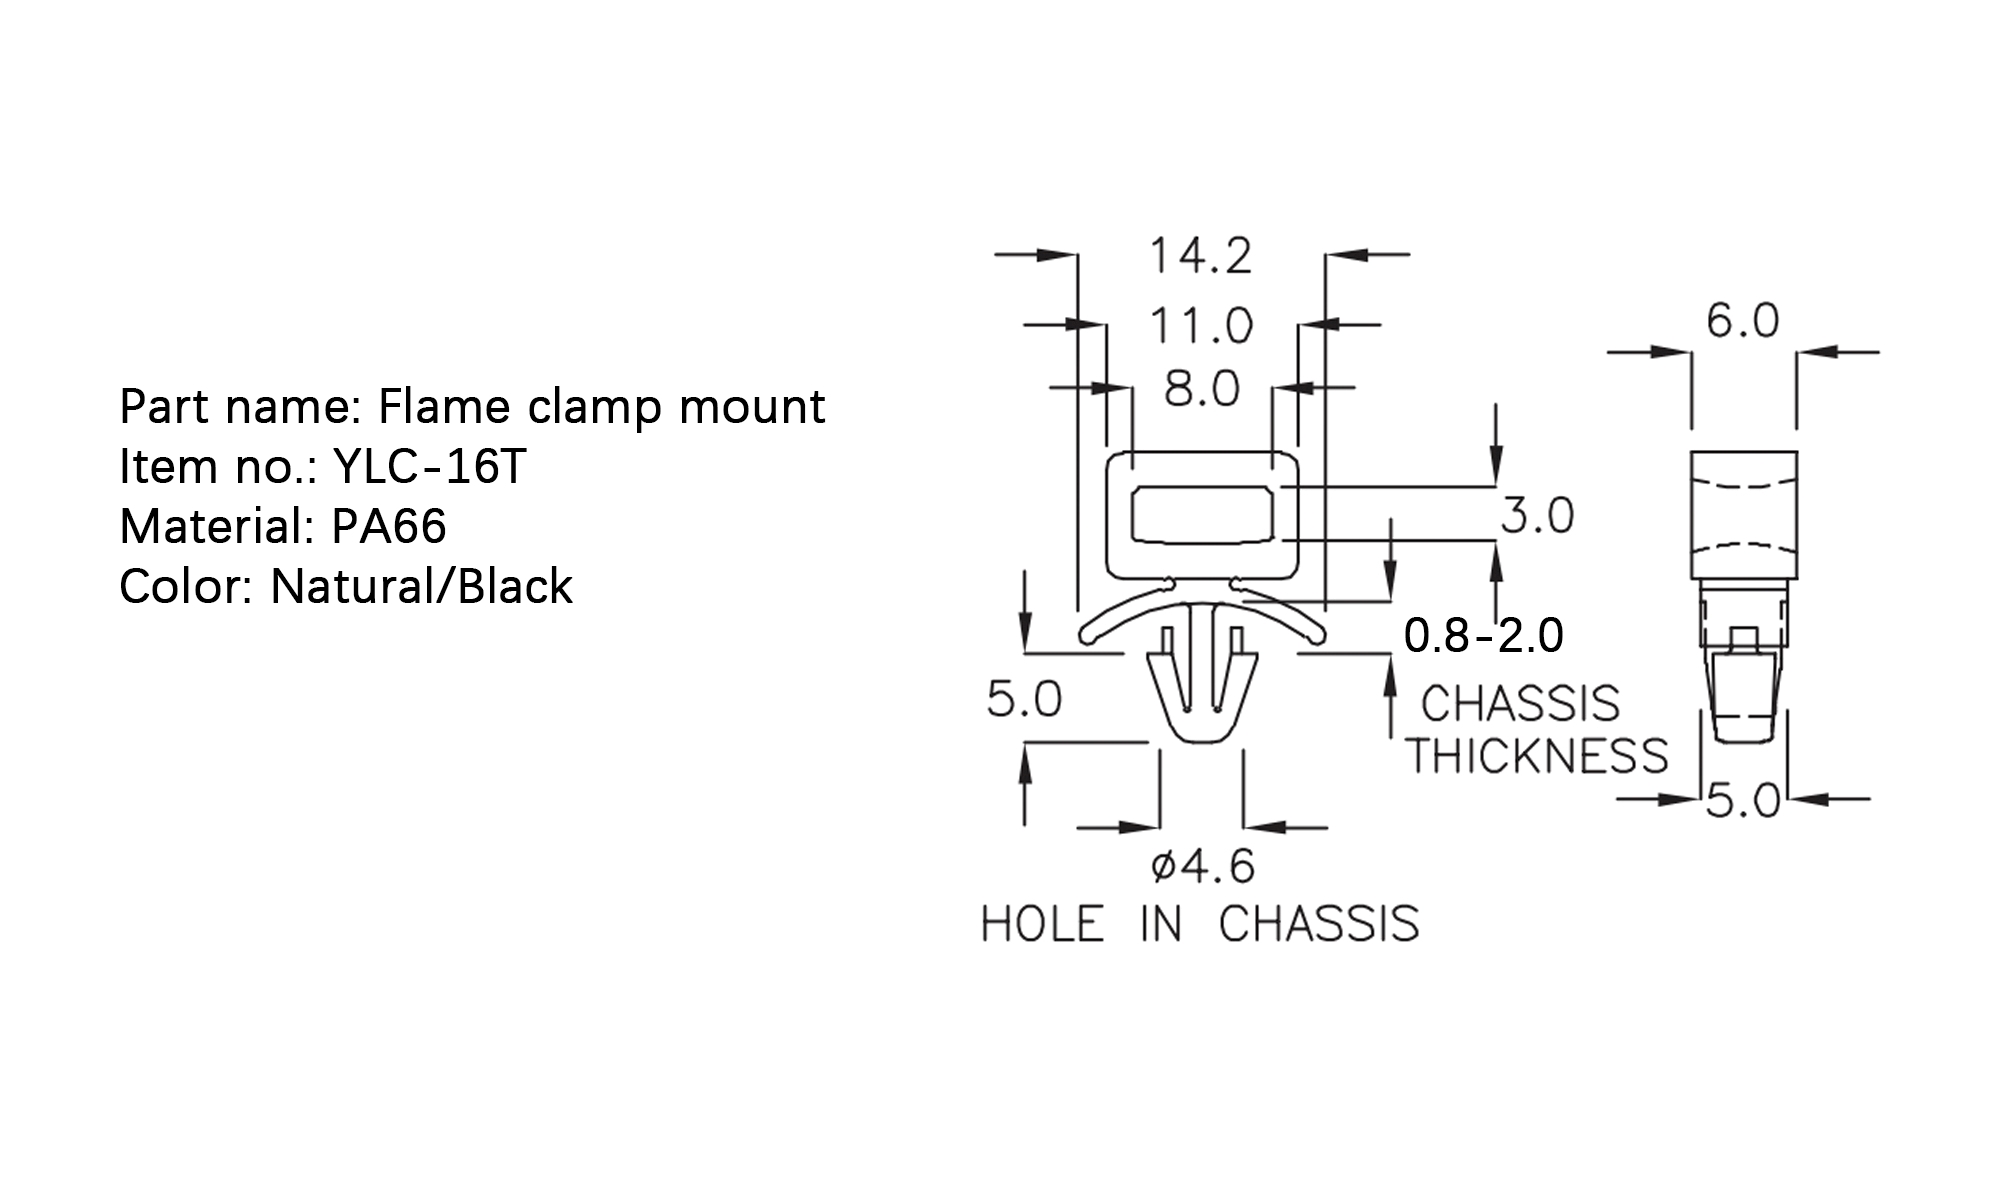 Part name: Flame clamp mount
Item no.: YLC-16T
Material: PA66
Color: Natural/Black
14.2
11.0
8.0
6.0
3.0
0.8-2.0
CHASSIS
THICKNESS
5.0
5.0
ø4.6
HOLE IN CHASSIS